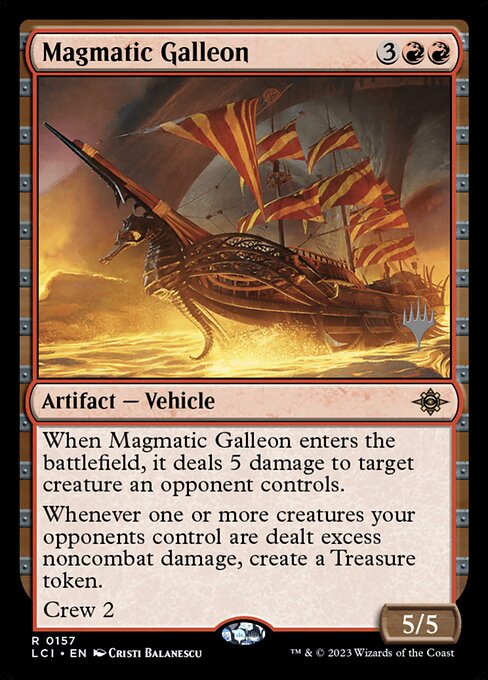 Magmatic Galleon 3
Artifact — Vehicle
When Magmatic Galleon enters the
battlefield, it deals 5 damage to target
creature an opponent controls.
Whenever one or more creatures your
opponents control are dealt excess
noncombat damage, create a Treasure
token.
Crew 2
5/5
R 0157
LCI • EN Cristi Balanescu
™ & © 2023 Wizards of the Coast